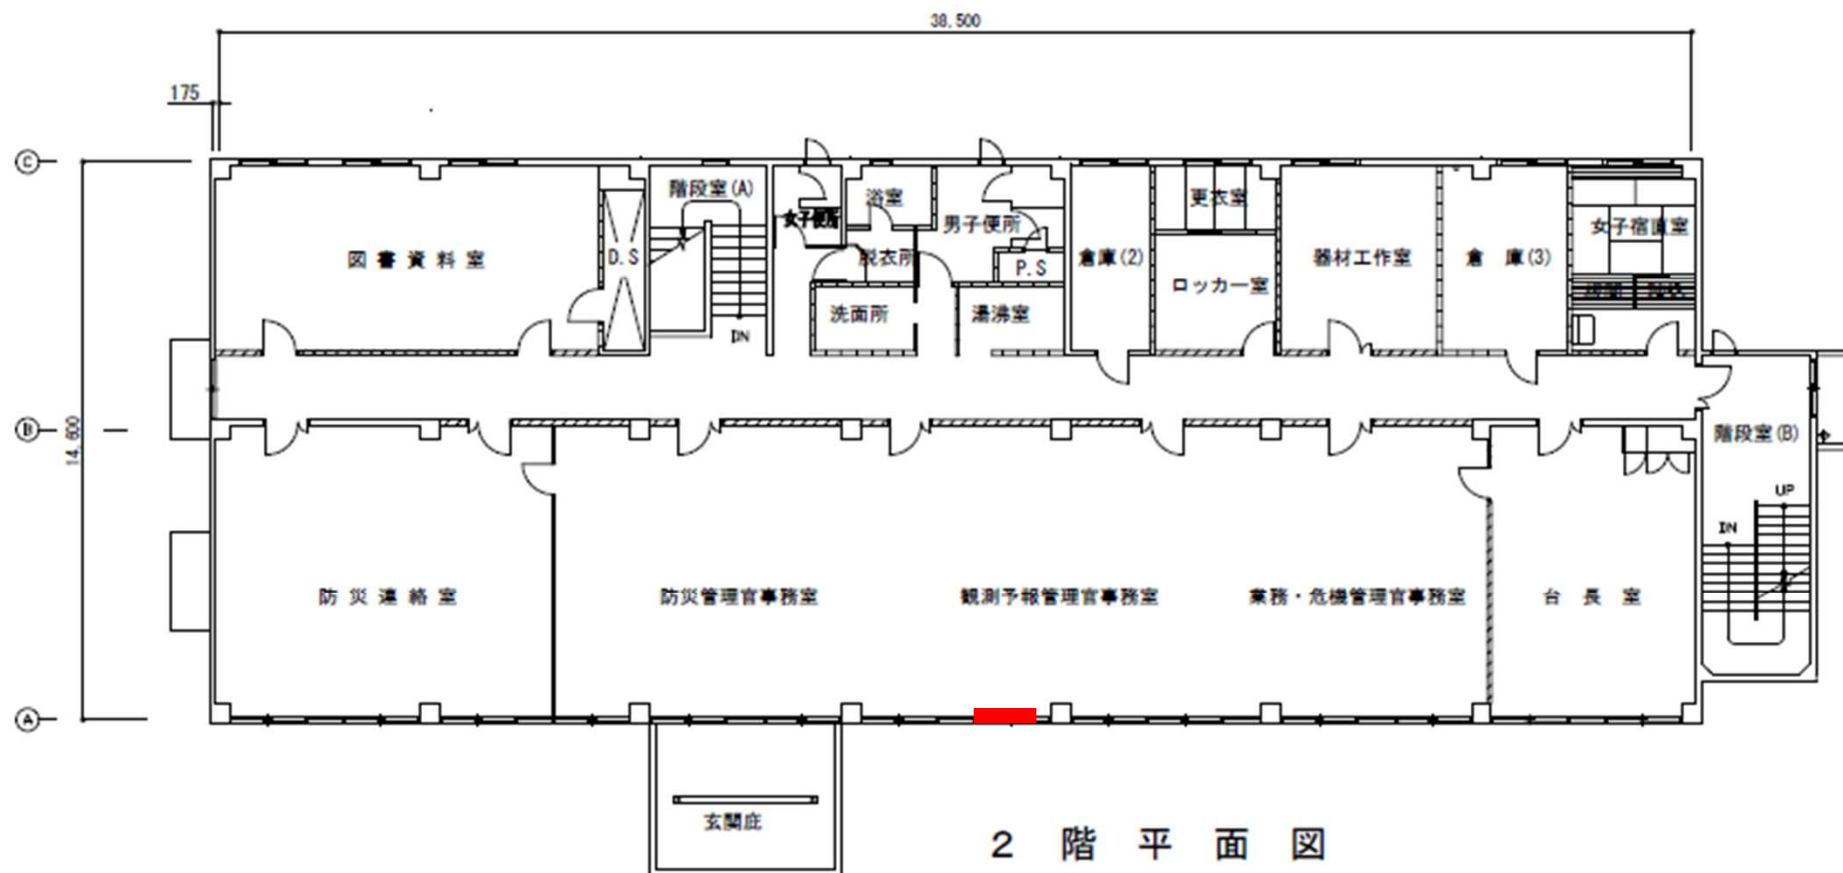 38,500
175
C
階段室(A)
浴室
更衣室
女子便所
男子便所
女子宿直室
図書資料室
D.S
脱衣所
P.S
倉庫(2)
器材工作室
倉 庫(3)
ロッカー室
洗面所
湯沸室
DN
B
14,600
階段室(B)
UP
DN
防災連絡室
防災管理官事務室
観測予報管理官事務室
業務・危機管理官事務室
台 長 室
A
玄関庇
2 階 平 面 図